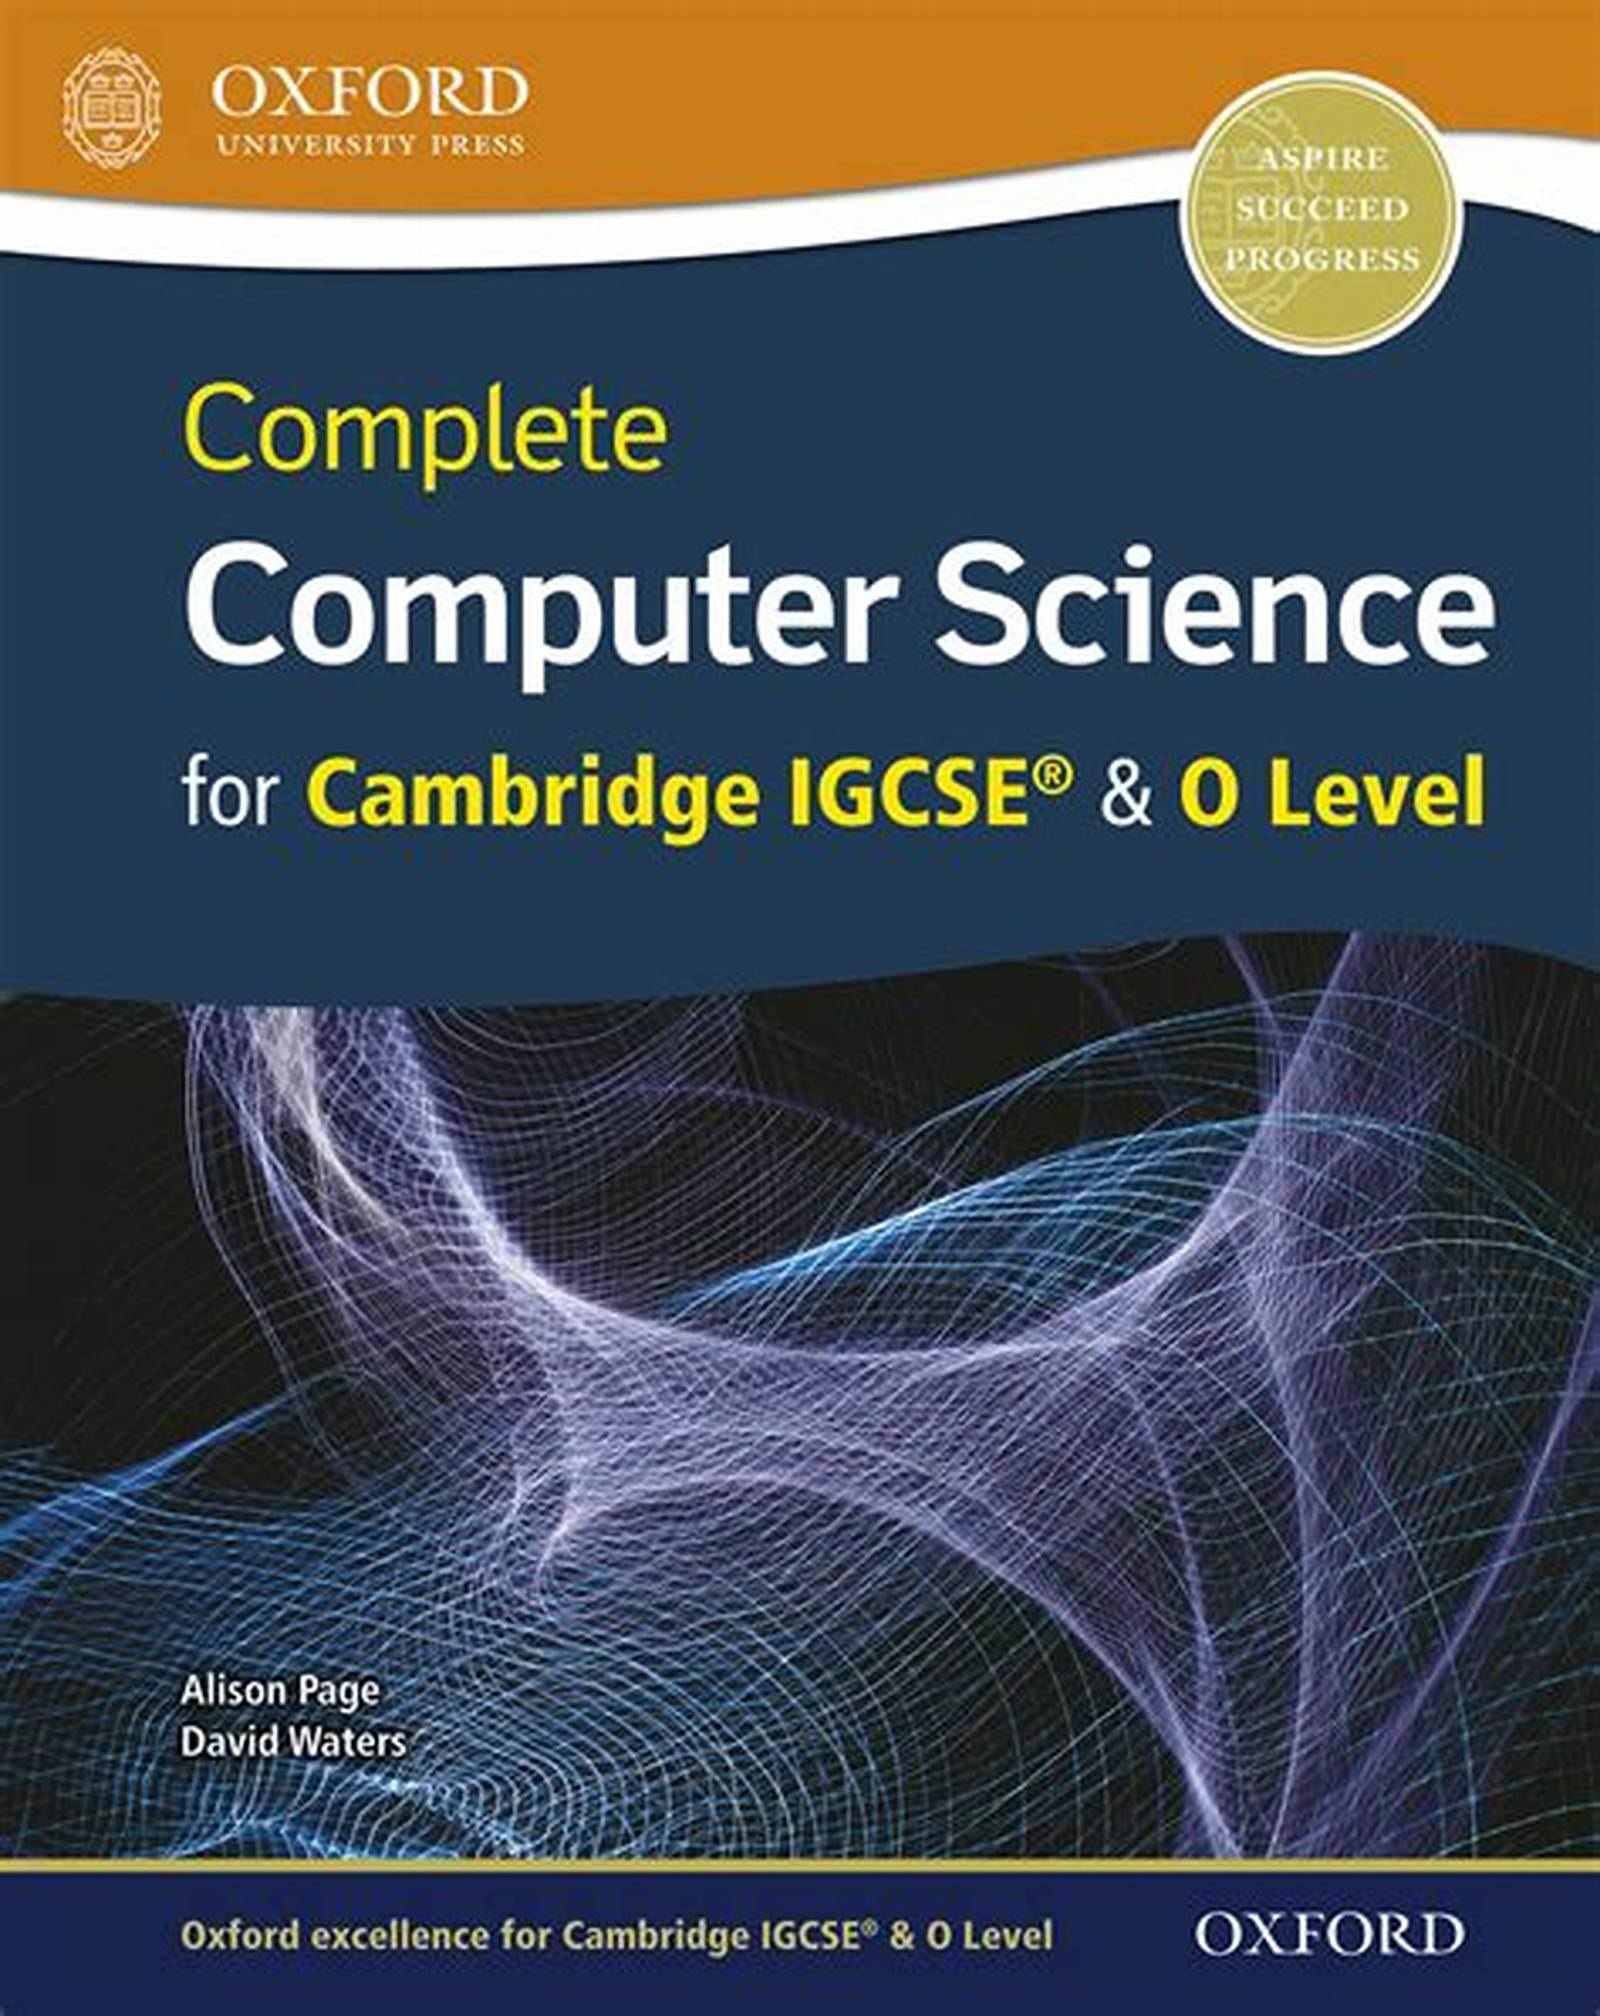 OXFORD
UNIVERSITY PRESS
ASPIRE
SUCCEED
PROGRESS
Complete
Computer Science
for Cambridge IGCSE® & O Level
Alison Page
David Waters
Oxford excellence for Cambridge IGCSE® & O Level
OXFORD